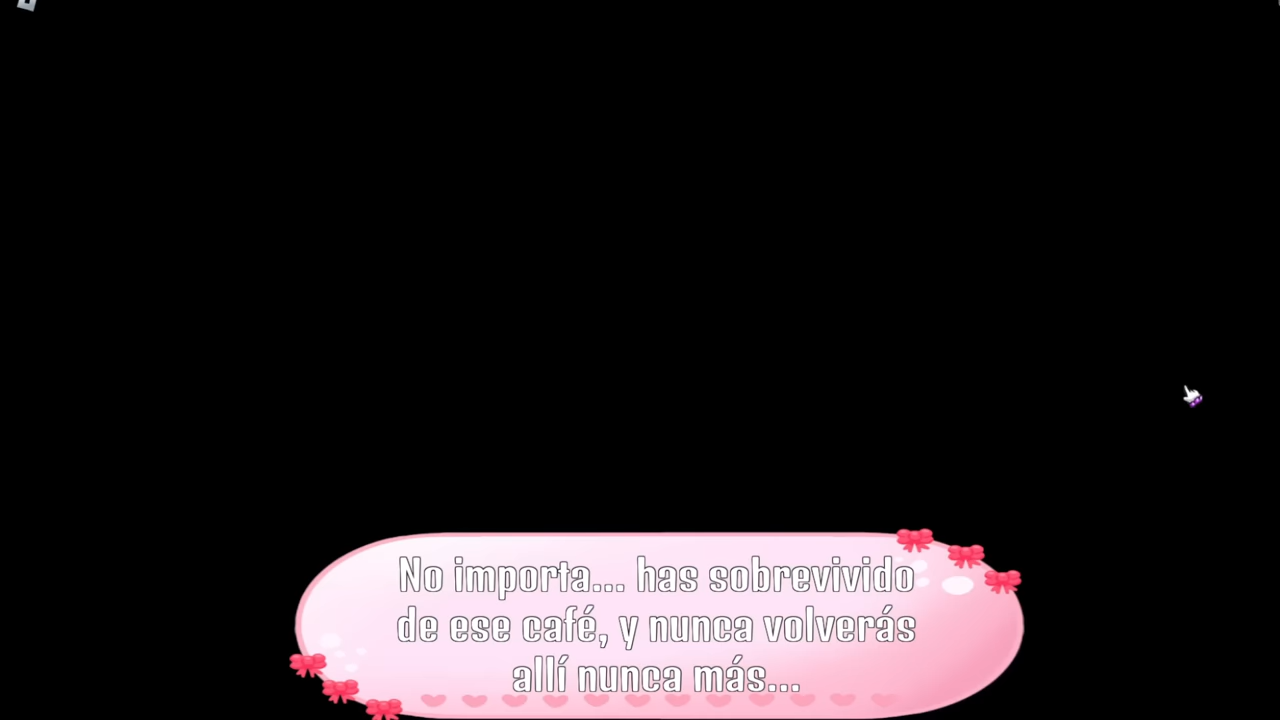 No importa... has sobrevivido
de ese café, y nunca volverás
allí nunca más...